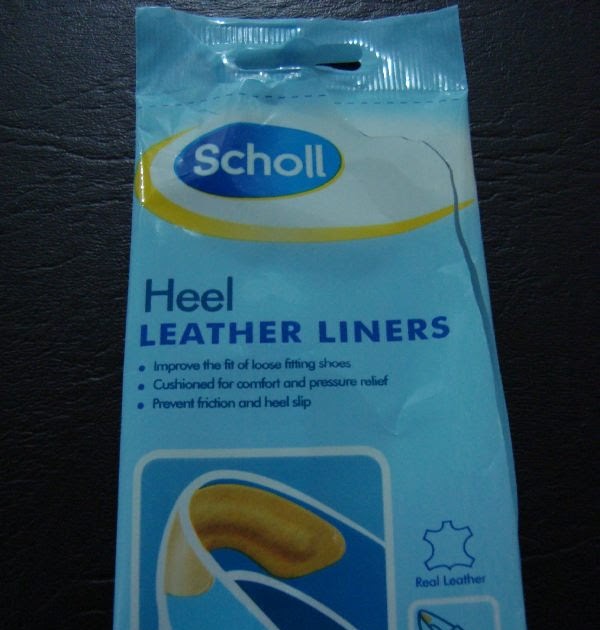 Scholl
Heel
LEATHER LINERS
• Improve the fit of loose fitting shoes
• Cushioned for comfort and pressure relief
• Prevent friction and heel slip
Real Leather